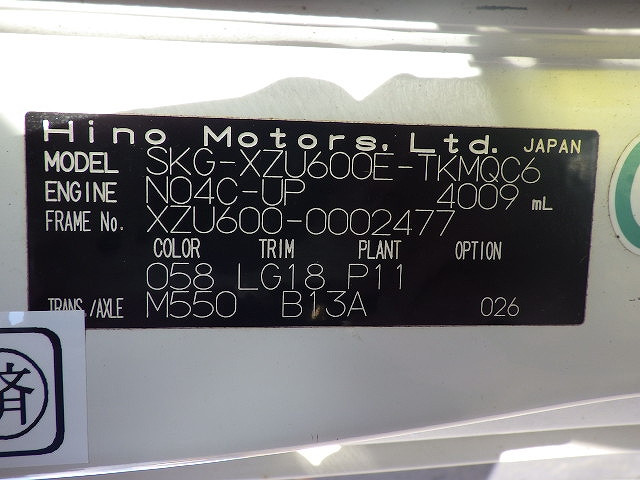 Hino Motors, Ltd. JAPAN
MODEL SKG-XZU600E-TKMQC6
ENGINE N04C-UP 4009 mL
FRAME No. XZU600-0002477
COLOR TRIM PLANT OPTION
058 LG18 P11
TRANS./AXLE M550 B13A 026
済